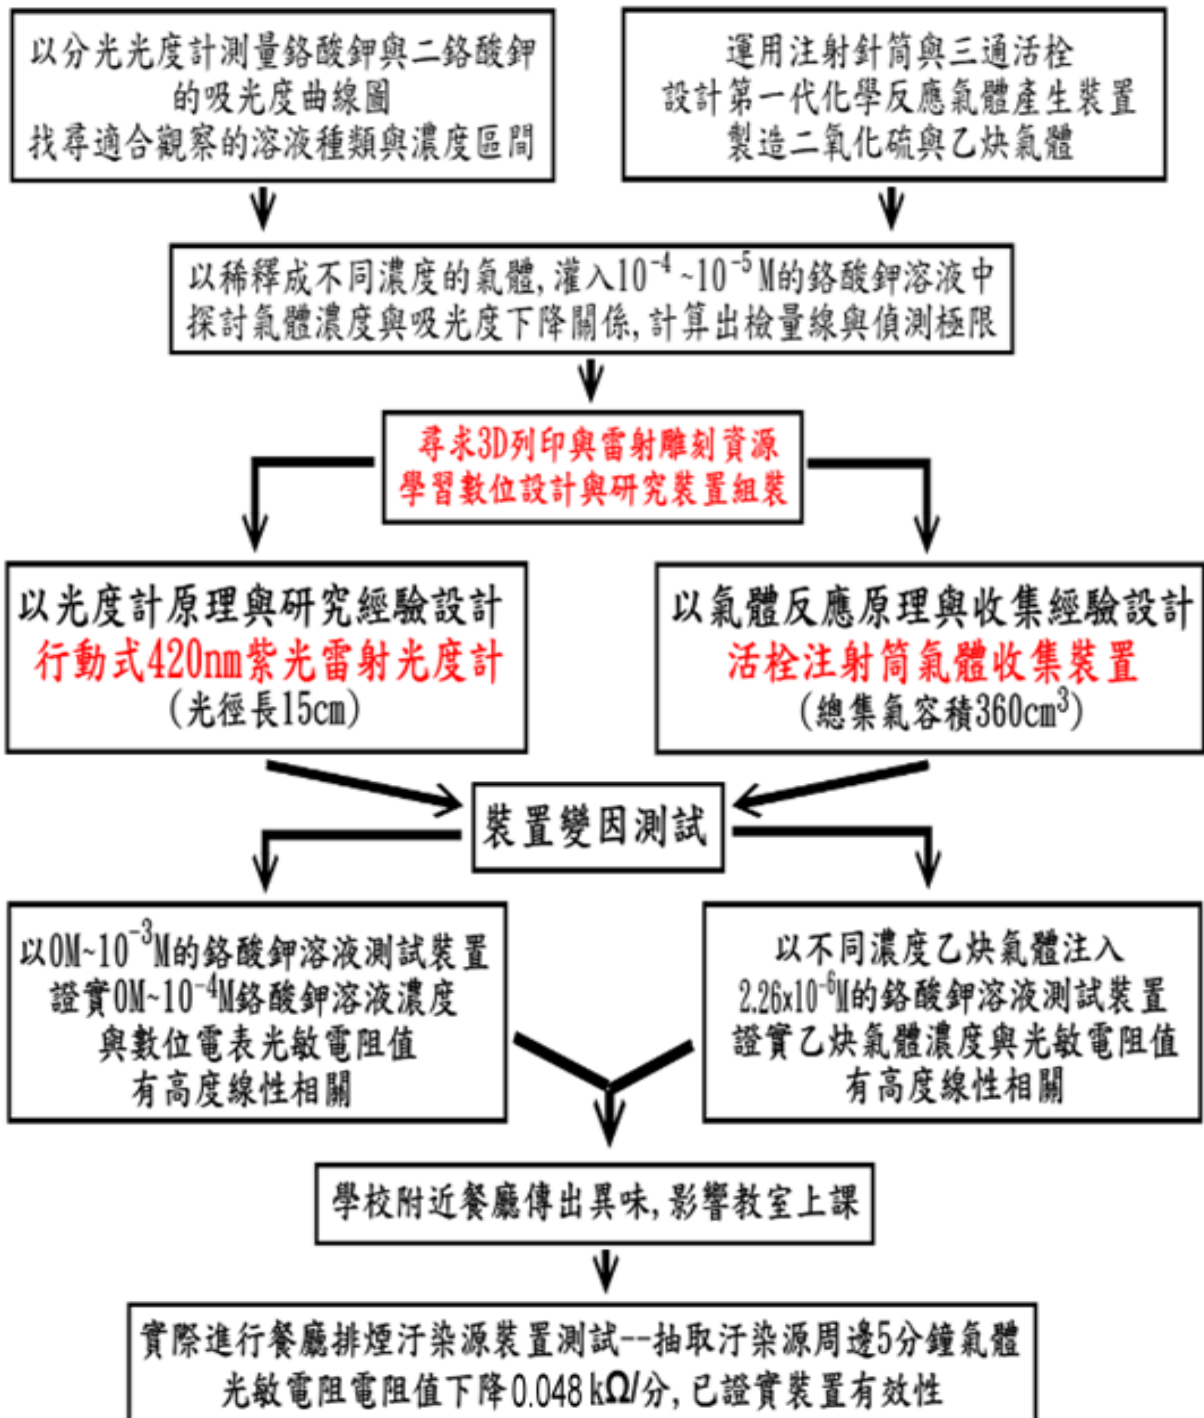 以分光光度計測量鉻酸鉀與二鉻酸鉀
的吸光度曲線圖
找尋適合觀察的溶液種類與濃度區間
運用注射針筒與三通活栓
設計第一代化學反應氣體產生裝置
製造二氧化硫與乙炔氣體
以稀釋成不同濃度的氣體,灌入10⁻⁴~10⁻⁵M的鉻酸鉀溶液中
探討氣體濃度與吸光度下降關係,計算出檢量線與偵測極限
尋求3D列印與雷射雕刻資源
學習數位設計與研究裝置組裝
以光度計原理與研究經驗設計
行動式420nm紫光雷射光度計
(光徑長15cm)
以氣體反應原理與收集經驗設計
活栓注射筒氣體收集裝置
(總集氣容積360cm³)
裝置變因測試
以0M~10⁻³M的鉻酸鉀溶液測試裝置
證實0M~10⁻⁴M鉻酸鉀溶液濃度
與數位電表光敏電阻值
有高度線性相關
以不同濃度乙炔氣體注入
2.26x10⁻⁶M的鉻酸鉀溶液測試裝置
證實乙炔氣體濃度與光敏電阻值
有高度線性相關
學校附近餐廳傳出異味,影響教室上課
實際進行餐廳排煙汙染源裝置測試--抽取汙染源周邊5分鐘氣體
光敏電阻電阻值下降0.048kΩ/分,已證實裝置有效性